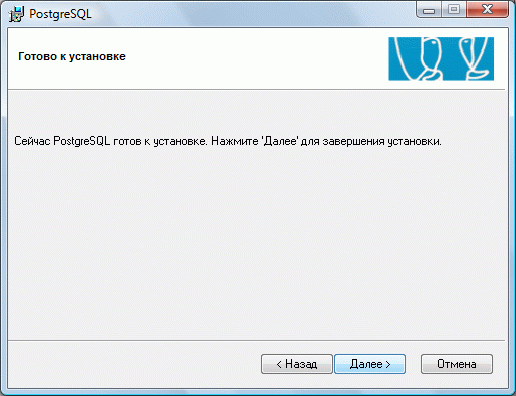 PostgreSQL
Готово к установке
Сейчас PostgreSQL готов к установке. Нажмите 'Далее' для завершения установки.
< Назад
Далее >
Отмена